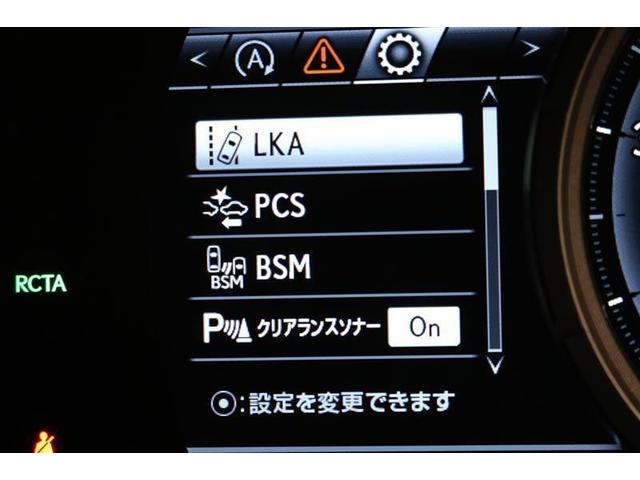 < A >
LKA
PCS
BSM BSM
P クリアランスソナー On
RCTA
⦿:設定を変更できます